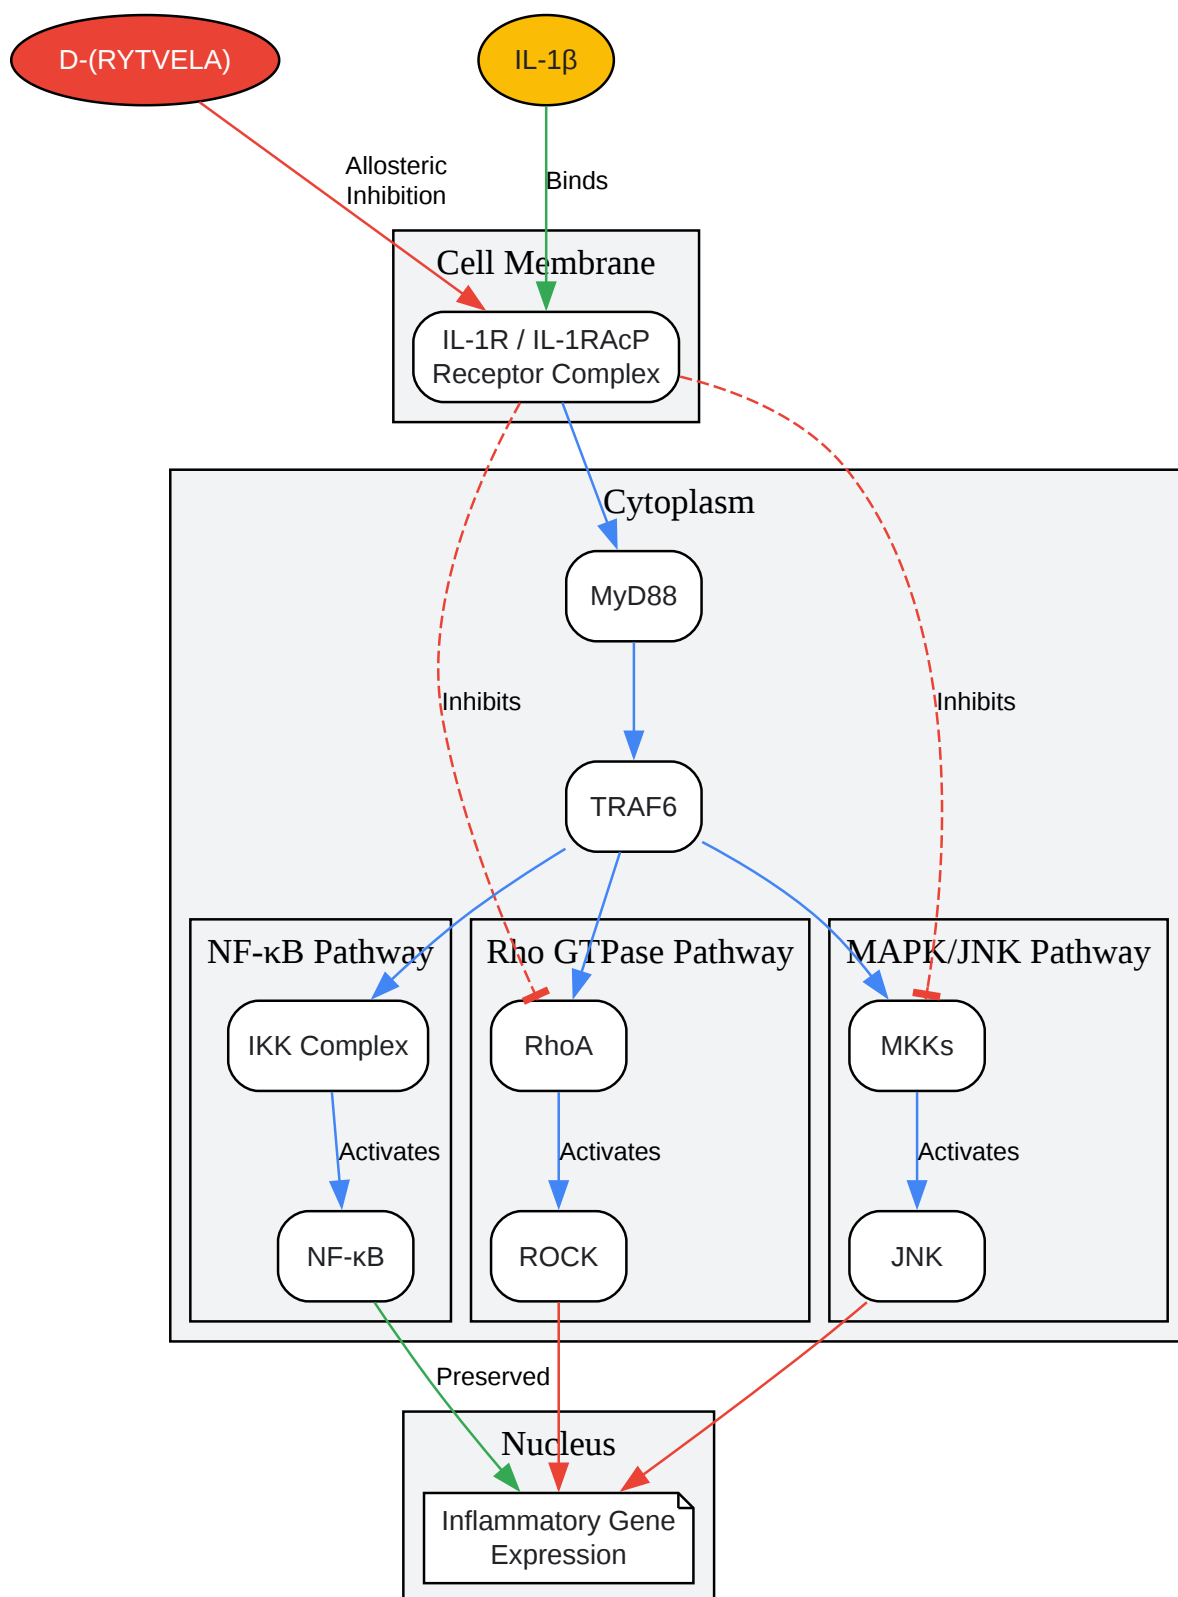 D-(RYTVELA)
IL-1β
Allosteric
Inhibition
Binds
Cell Membrane
IL-1R / IL-1RAcP
Receptor Complex
Cytoplasm
MyD88
Inhibits
Inhibits
TRAF6
NF-κB Pathway
Rho GTPase Pathway
MAPK/JNK Pathway
IKK Complex
RhoA
MKKs
Activates
Activates
Activates
NF-κB
ROCK
JNK
Preserved
Nucleus
Inflammatory Gene
Expression